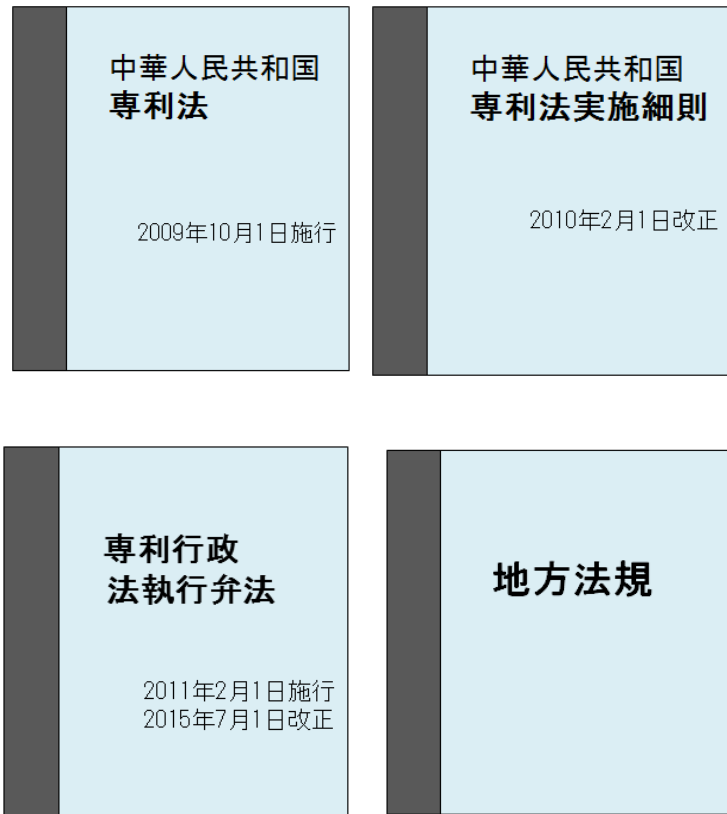 中華人民共和国
専利法
2009年10月1日施行
中華人民共和国
専利法実施細則
2010年2月1日改正
専利行政
法執行弁法
2011年2月1日施行
2015年7月1日改正
地方法規